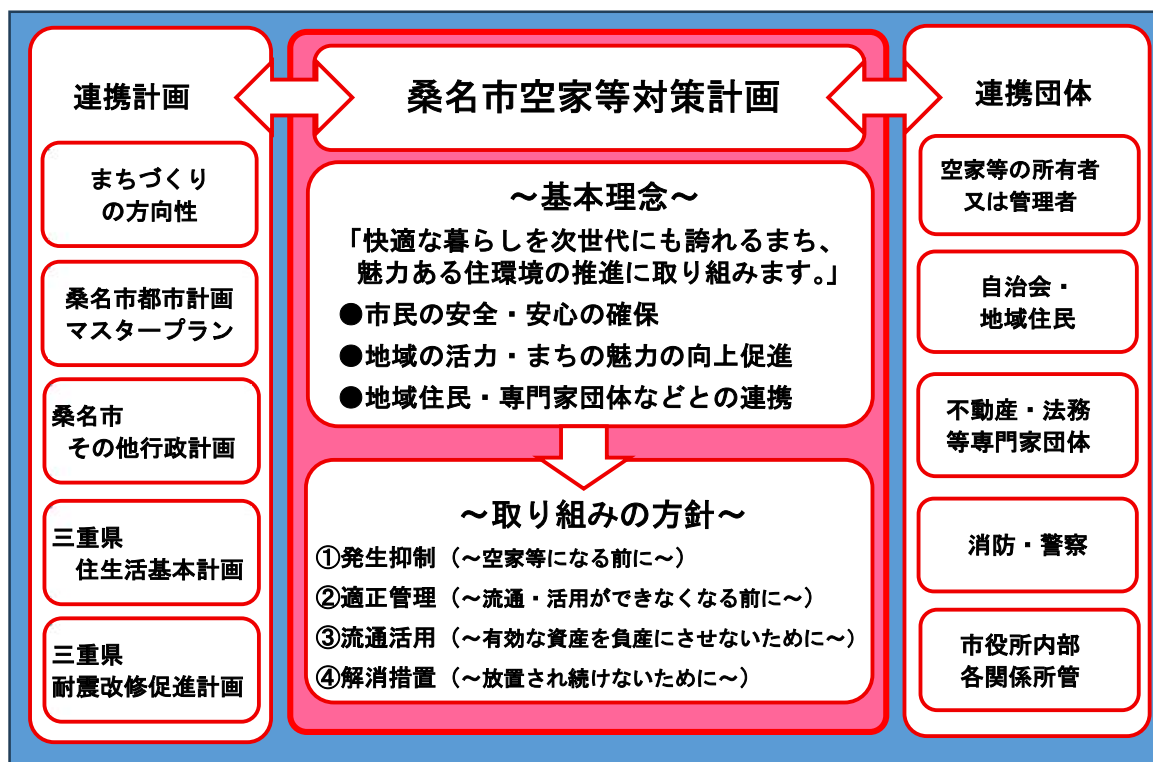 連携計画
まちづくり
の方向性
桑名市都市計画
マスタープラン
桑名市
その他行政計画
三重県
住生活基本計画
三重県
耐震改修促進計画
桑名市空家等対策計画
～基本理念～
「快適な暮らしを次世代にも誇れるまち、
魅力ある住環境の推進に取り組みます。」
●市民の安全・安心の確保
●地域の活力・まちの魅力の向上促進
●地域住民・専門家団体などとの連携
～取り組みの方針～
①発生抑制（～空家等になる前に～）
②適正管理（～流通・活用ができなくなる前に～）
③流通活用（～有効な資産を負産にさせないために～）
④解消措置（～放置され続けないために～）
連携団体
空家等の所有者
又は管理者
自治会・
地域住民
不動産・法務
等専門家団体
消防・警察
市役所内部
各関係所管